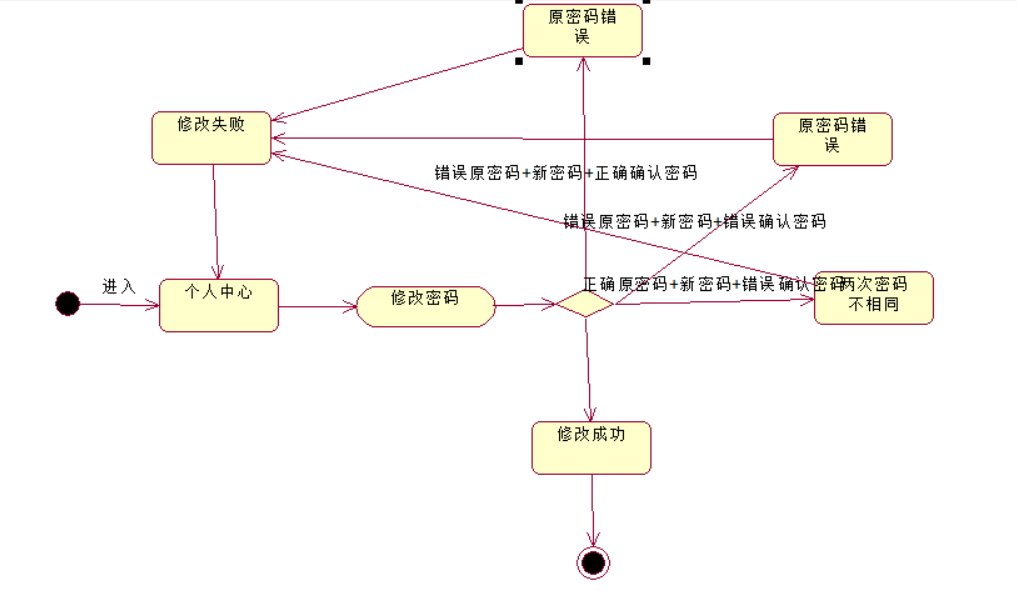 原密码错
误
修改失败
原密码错
误
错误原密码+新密码+正确确认密码
错误原密码+新密码+错误确认密码
进入
个人中心
修改密码
正确原密码+新密码+错误确认密码
两次密码
不相同
修改成功